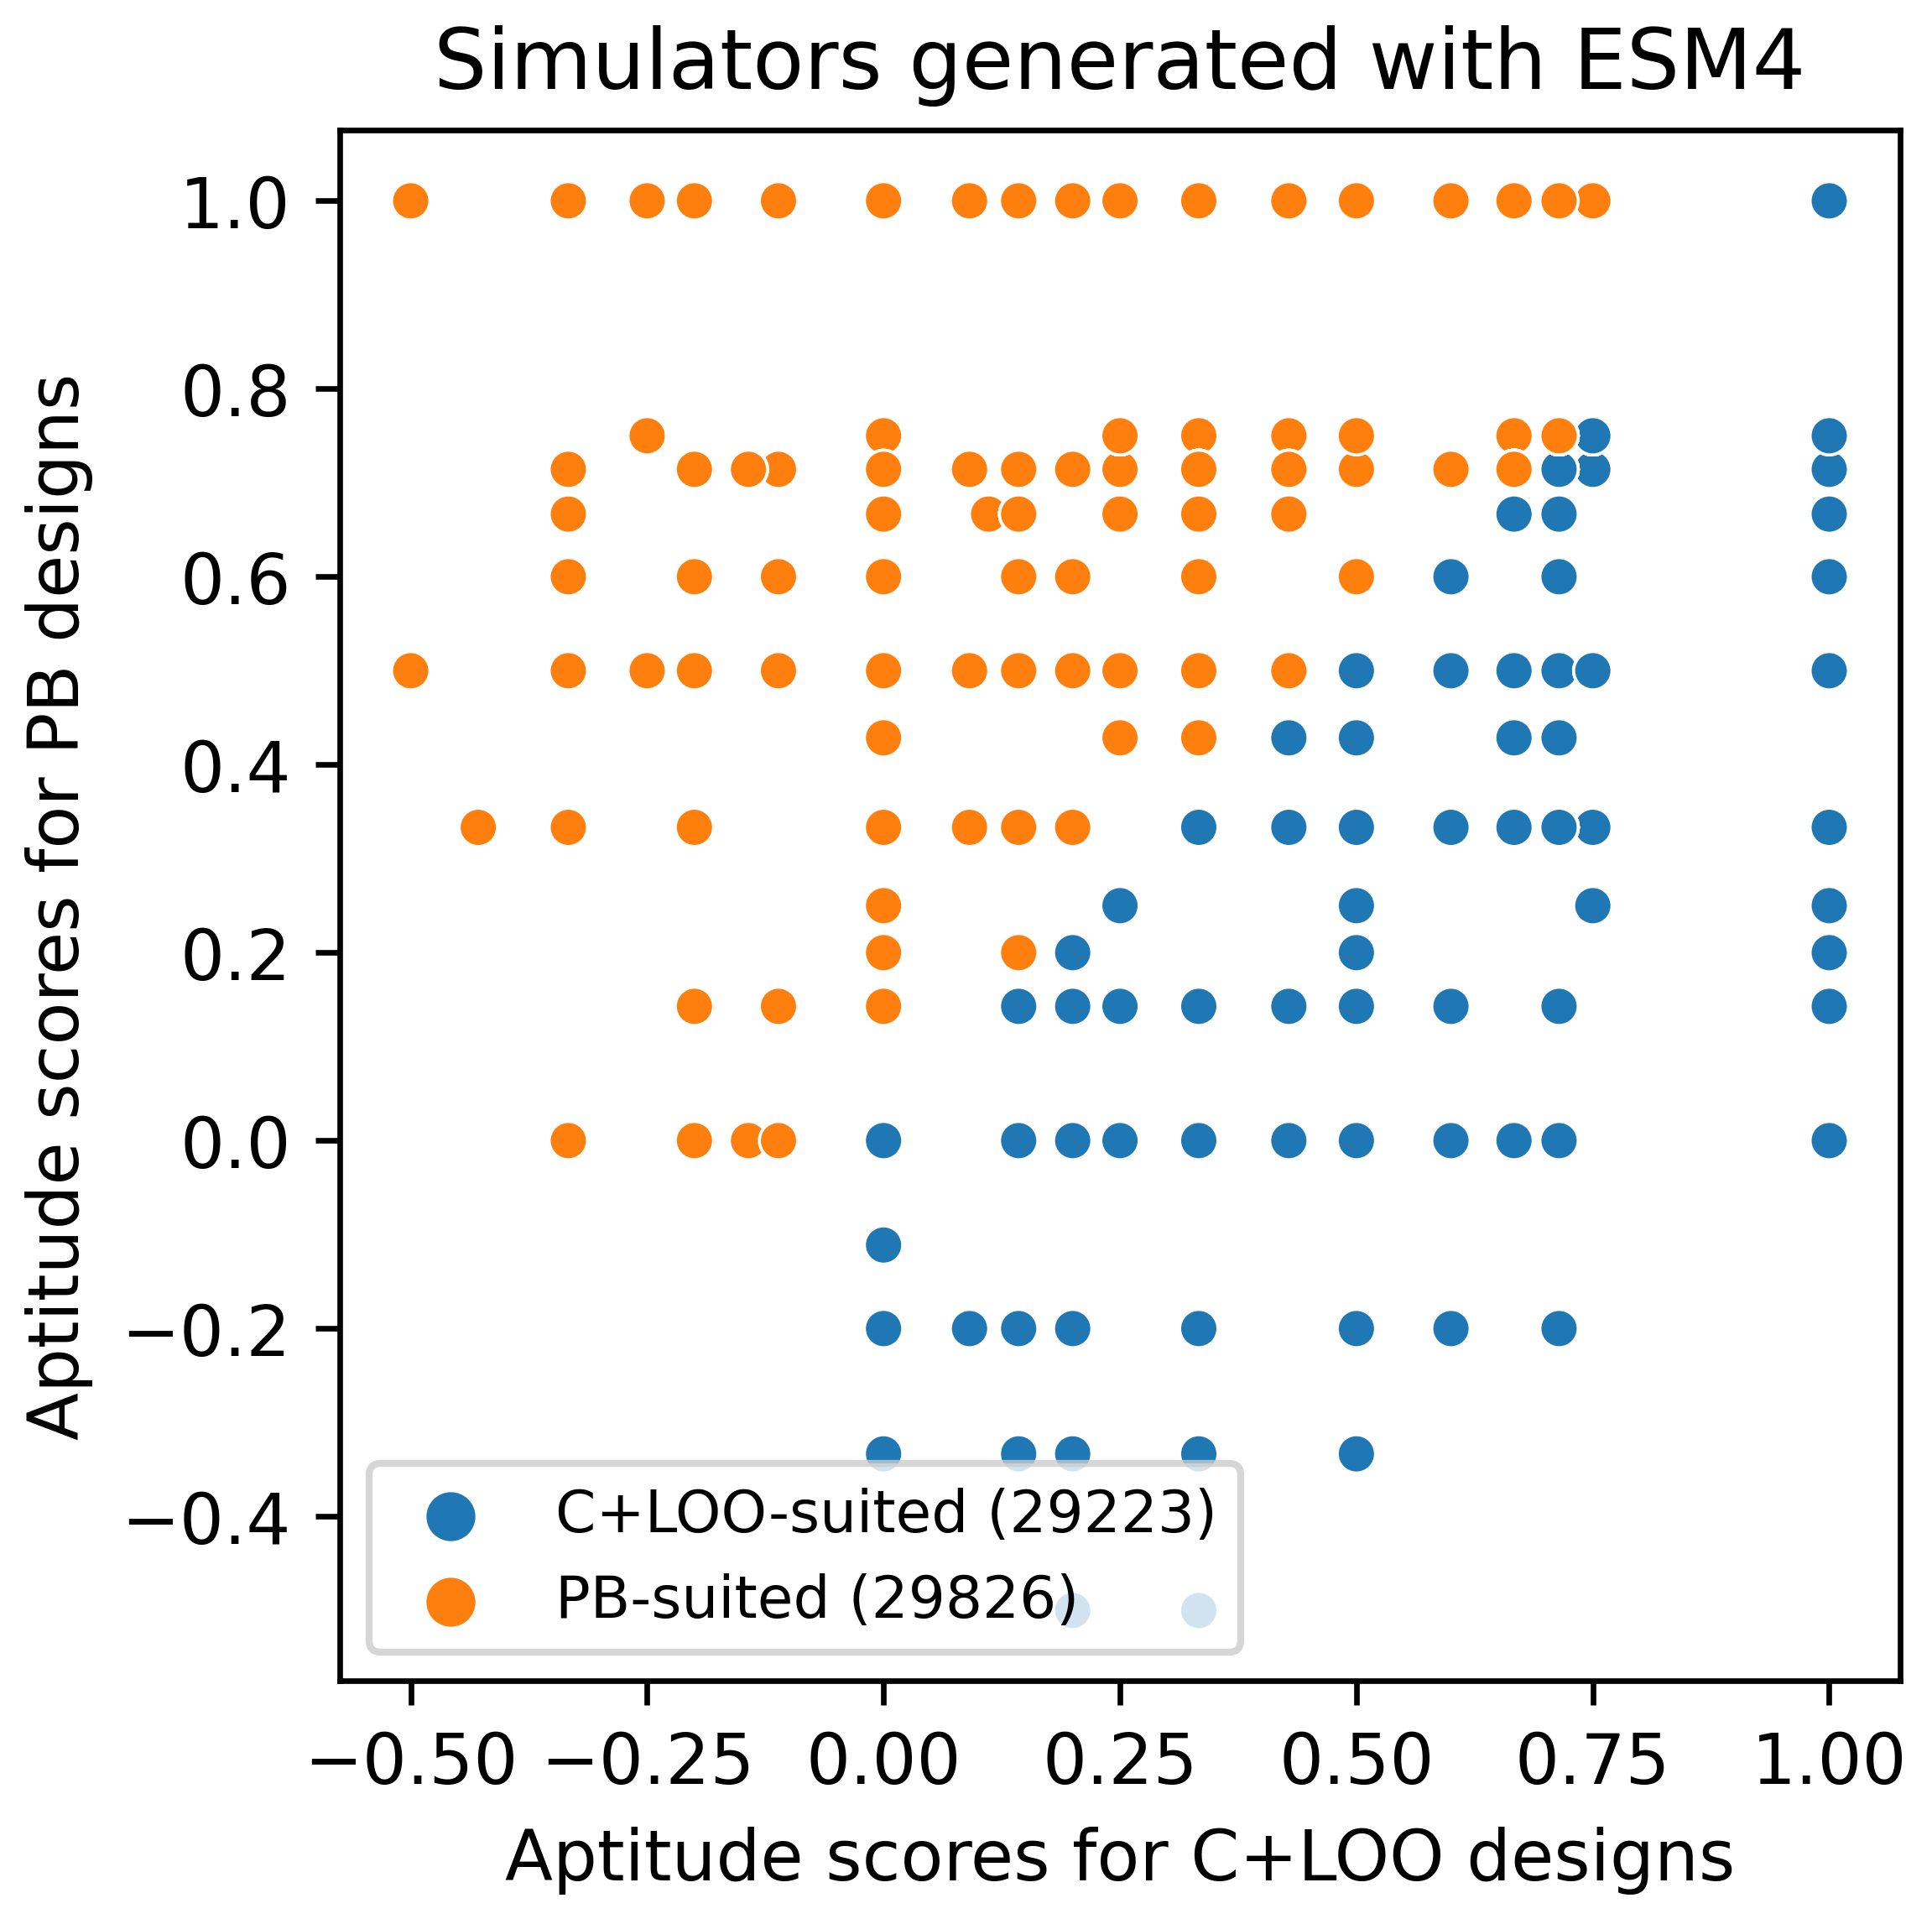 Simulators generated with ESM4
Aptitude scores for PB designs
1.0
0.8
0.6
0.4
0.2
0.0
−0.2
−0.4
C+LOO-suited (29223)
PB-suited (29826)
−0.50 −0.25 0.00 0.25 0.50 0.75 1.00
Aptitude scores for C+LOO designs